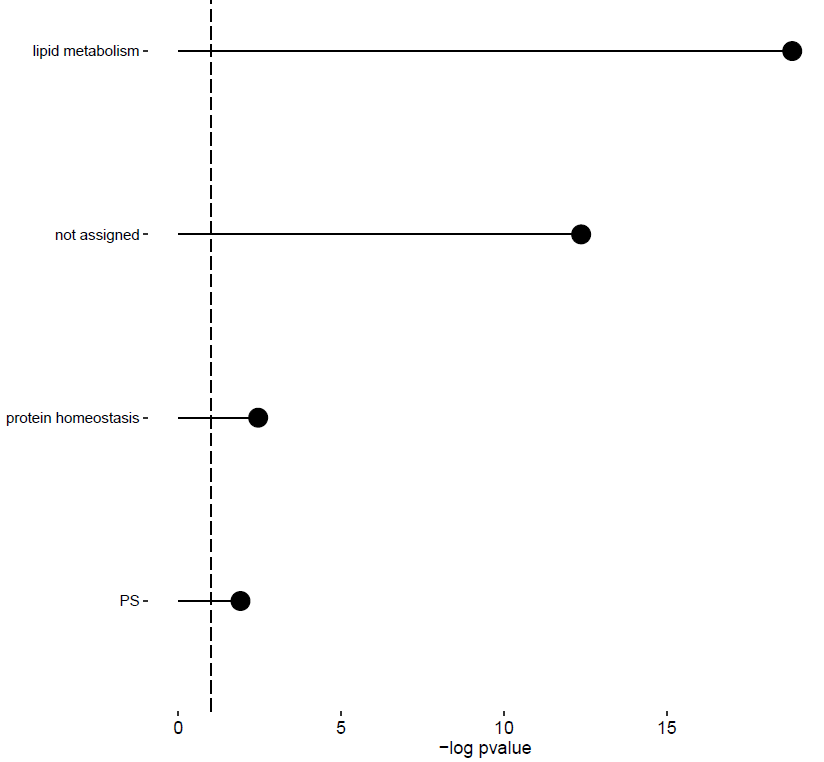 lipid metabolism
not assigned
protein homeostasis
PS
0 5 10 15
−log pvalue